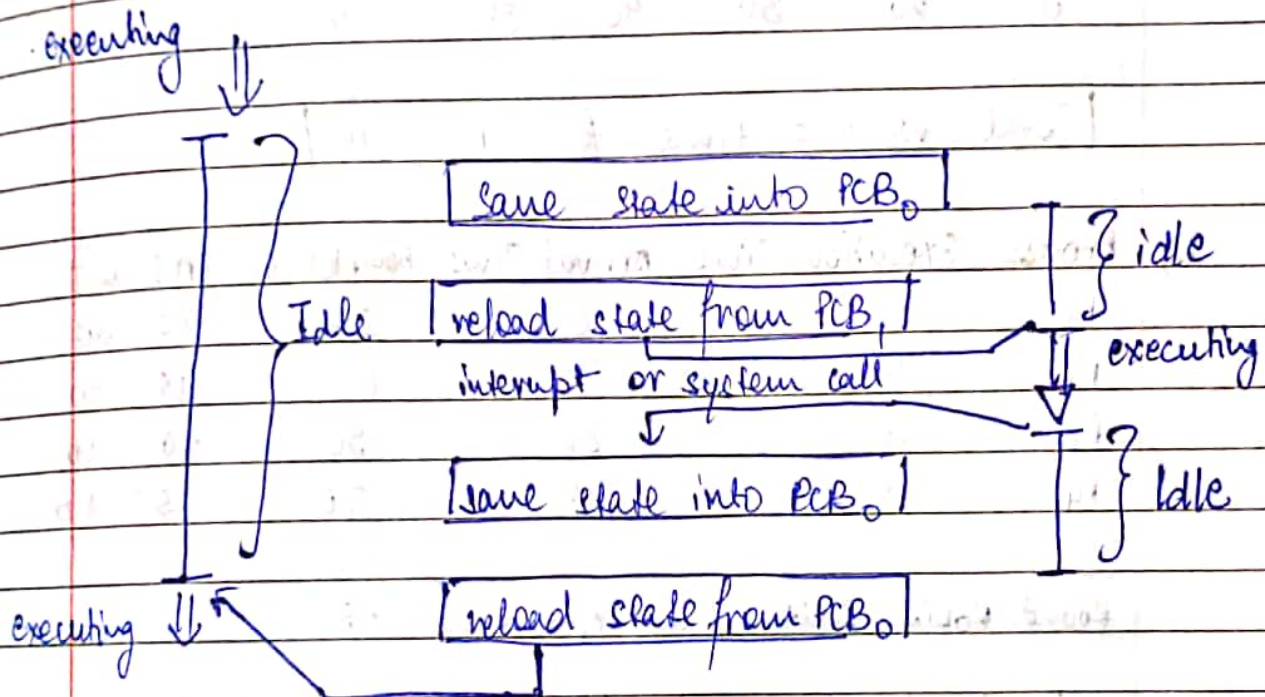 executing
save state into PCB₀
idle
Idle
reload state from PCB₁
executing
interupt or system call
save state into PCB₀
Idle
executing
reload state from PCB₀